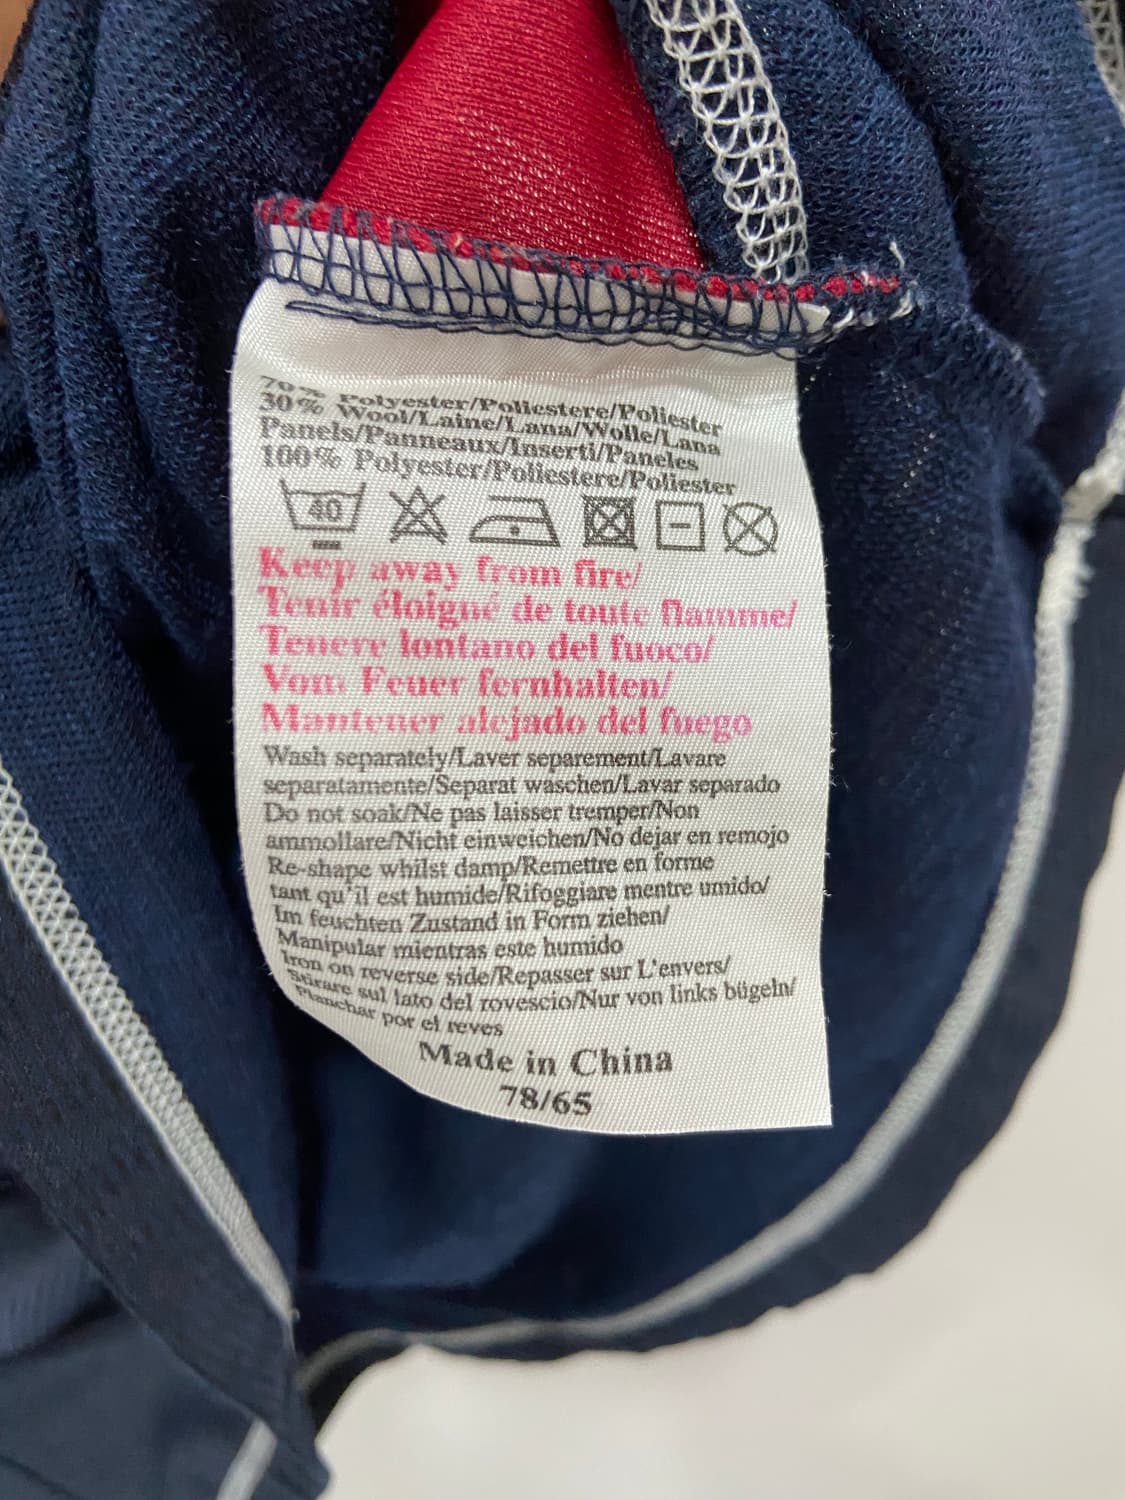 70% Polyester/Poliestere/Poliester
30% Wool/Laine/Lana/Wolle/Lana
Panels/Panneaux/Inserti/Paneles
100% Polyester/Poliestere/Poliester
40
Keep away from fire/
Tenir éloigné de toute flamme/
Tenere lontano del fuoco/
Vom Feuer fernhalten/
Mantener alejado del fuego
Wash separately/Laver separement/Lavare
separatamente/Separat waschen/Lavar separado
Do not soak/Ne pas laisser tremper/Non
ammollare/Nicht einweichen/No dejar en remojo
Re-shape whilst damp/Remettre en forme
tant qu'il est humide/Rifoggiare mentre umido/
Im feuchten Zustand in Form ziehen/
Manipular mientras este humido
Iron on reverse side/Repasser sur L'envers/
Stirare sul lato del rovescio/Nur von links bügeln/
Planchar por el reves
Made in China
78/65